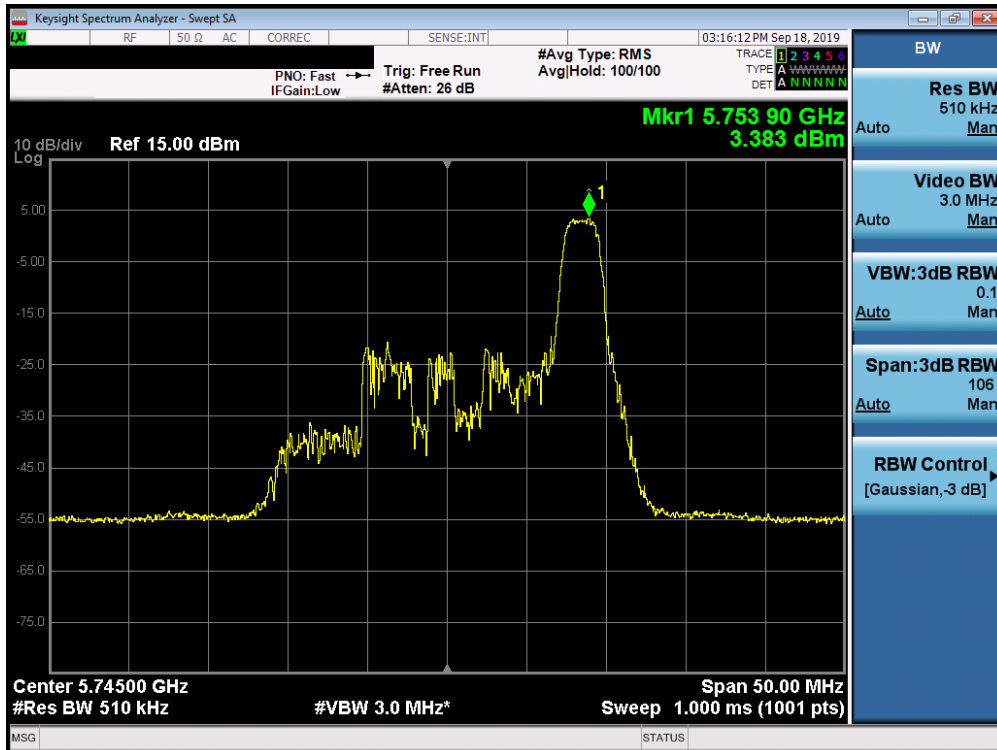 Keysight Spectrum Analyzer - Swept SA
LXI RF 50 Ω AC CORREC SENSE:INT 03:16:12 PM Sep 18, 2019
PNO: Fast Trig: Free Run #Avg Type: RMS TRACE 1 2 3 4 5 6
IFGain:Low #Atten: 26 dB Avg|Hold: 100/100 TYPE A WWWWW
DET A N N N N N
Mkr1 5.753 90 GHz
3.383 dBm
10 dB/div Ref 15.00 dBm
Log
1
5.00
-5.00
-15.0
-25.0
-35.0
-45.0
-55.0
-65.0
-75.0
Center 5.74500 GHz Span 50.00 MHz
#Res BW 510 kHz #VBW 3.0 MHz* Sweep 1.000 ms (1001 pts)
MSG STATUS
BW
Res BW
510 kHz
Auto Man
Video BW
3.0 MHz
Auto Man
VBW:3dB RBW
0.1
Auto Man
Span:3dB RBW
106
Auto Man
RBW Control
[Gaussian,-3 dB]